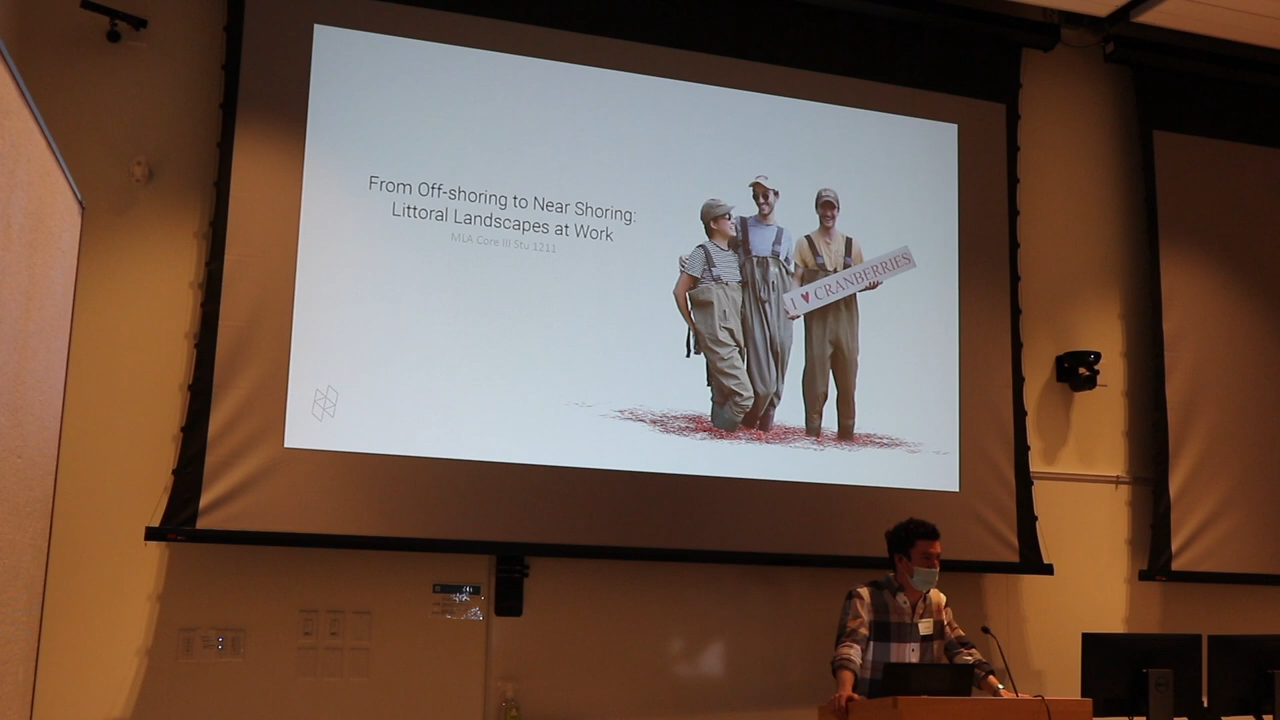 From Off-shoring to Near Shoring:
Littoral Landscapes at Work
MLA Core III Stu 1211
I ♥ CRANBERRIES